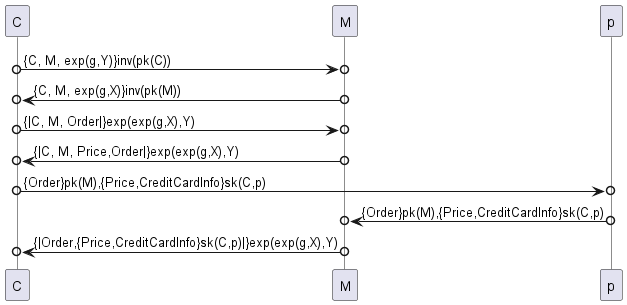 C M p
{C, M, exp(g,Y)}inv(pk(C))
{C, M, exp(g,X)}inv(pk(M))
{|C, M, Order|}exp(exp(g,X),Y)
{|C, M, Price,Order|}exp(exp(g,X),Y)
{Order}pk(M),{Price,CreditCardInfo}sk(C,p)
{Order}pk(M),{Price,CreditCardInfo}sk(C,p)
{|Order,{Price,CreditCardInfo}sk(C,p)|}exp(exp(g,X),Y)
C M p